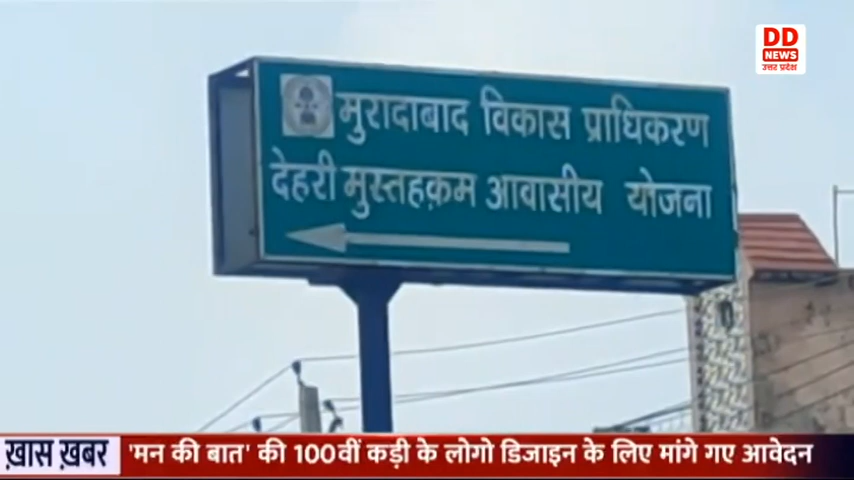 DD
NEWS
उत्तर प्रदेश
मुरादाबाद विकास प्राधिकरण
देहरी मुस्तहक़म आवासीय योजना
ख़ास ख़बर
'मन की बात' की 100वीं कड़ी के लोगो डिजाइन के लिए मांगे गए आवेदन